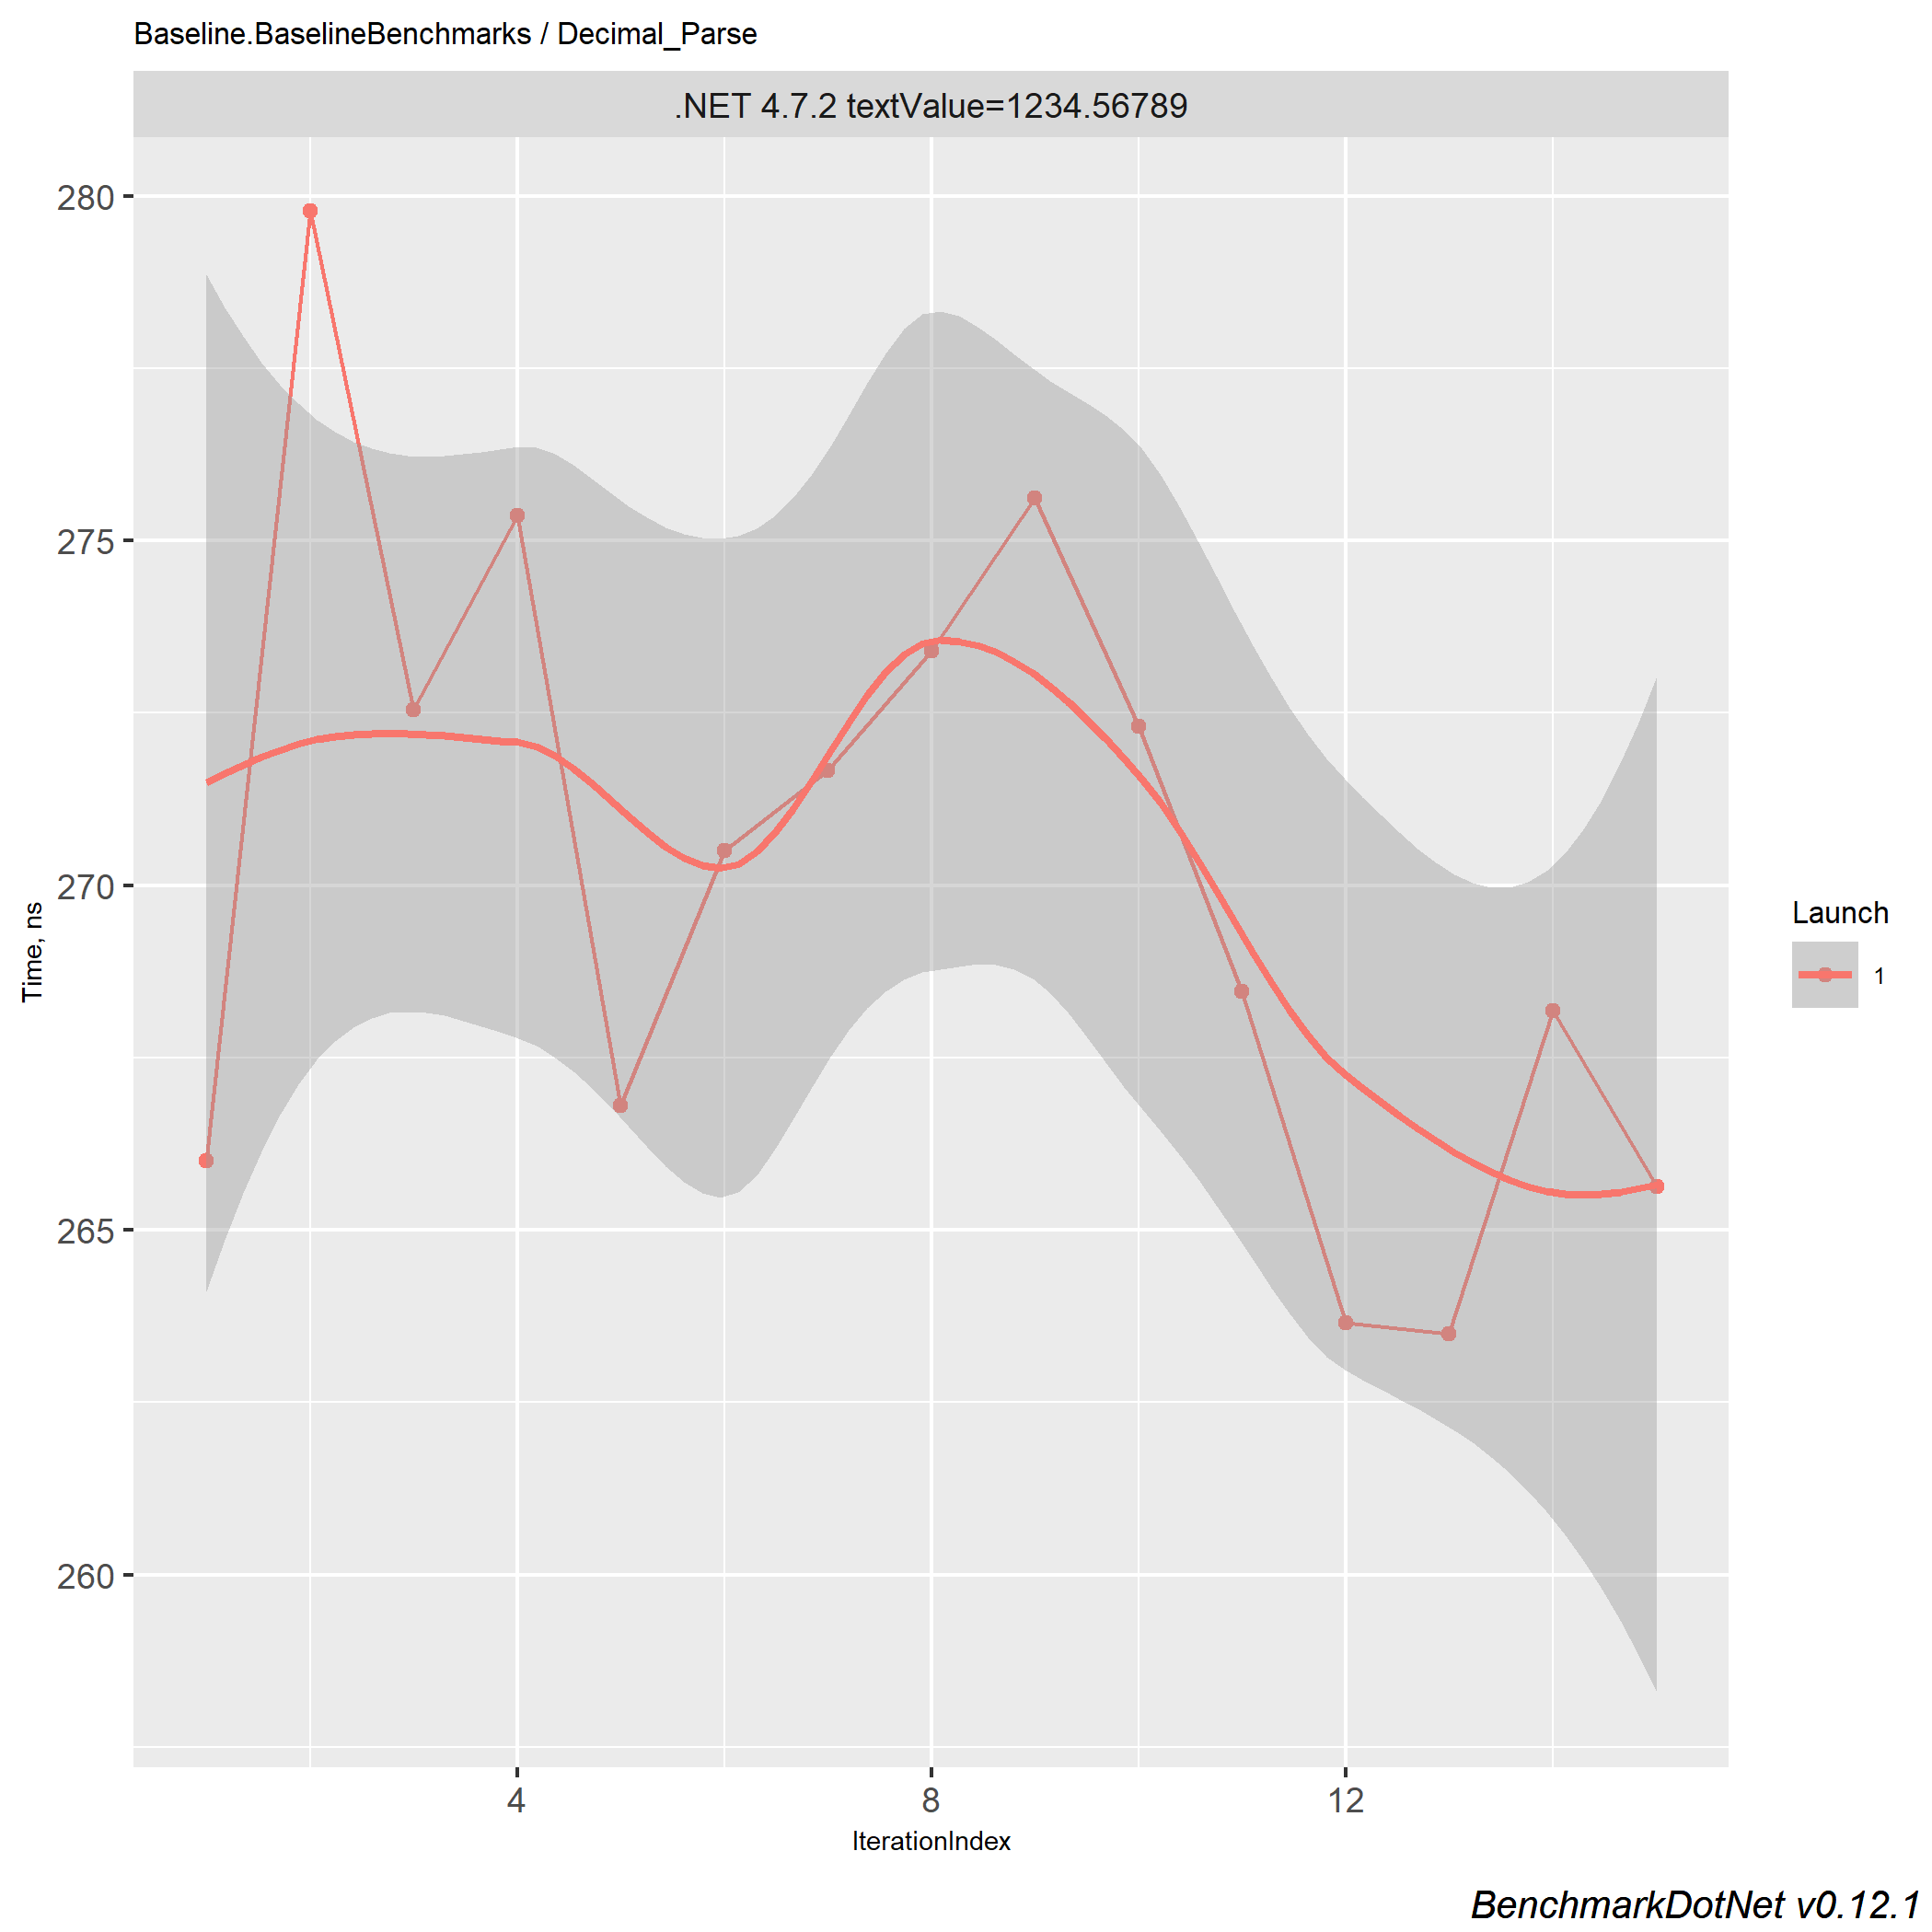 Baseline.BaselineBenchmarks / Decimal_Parse
.NET 4.7.2 textValue=1234.56789
280
275
270
265
260
Time, ns
4 8 12
IterationIndex
Launch
1
BenchmarkDotNet v0.12.1